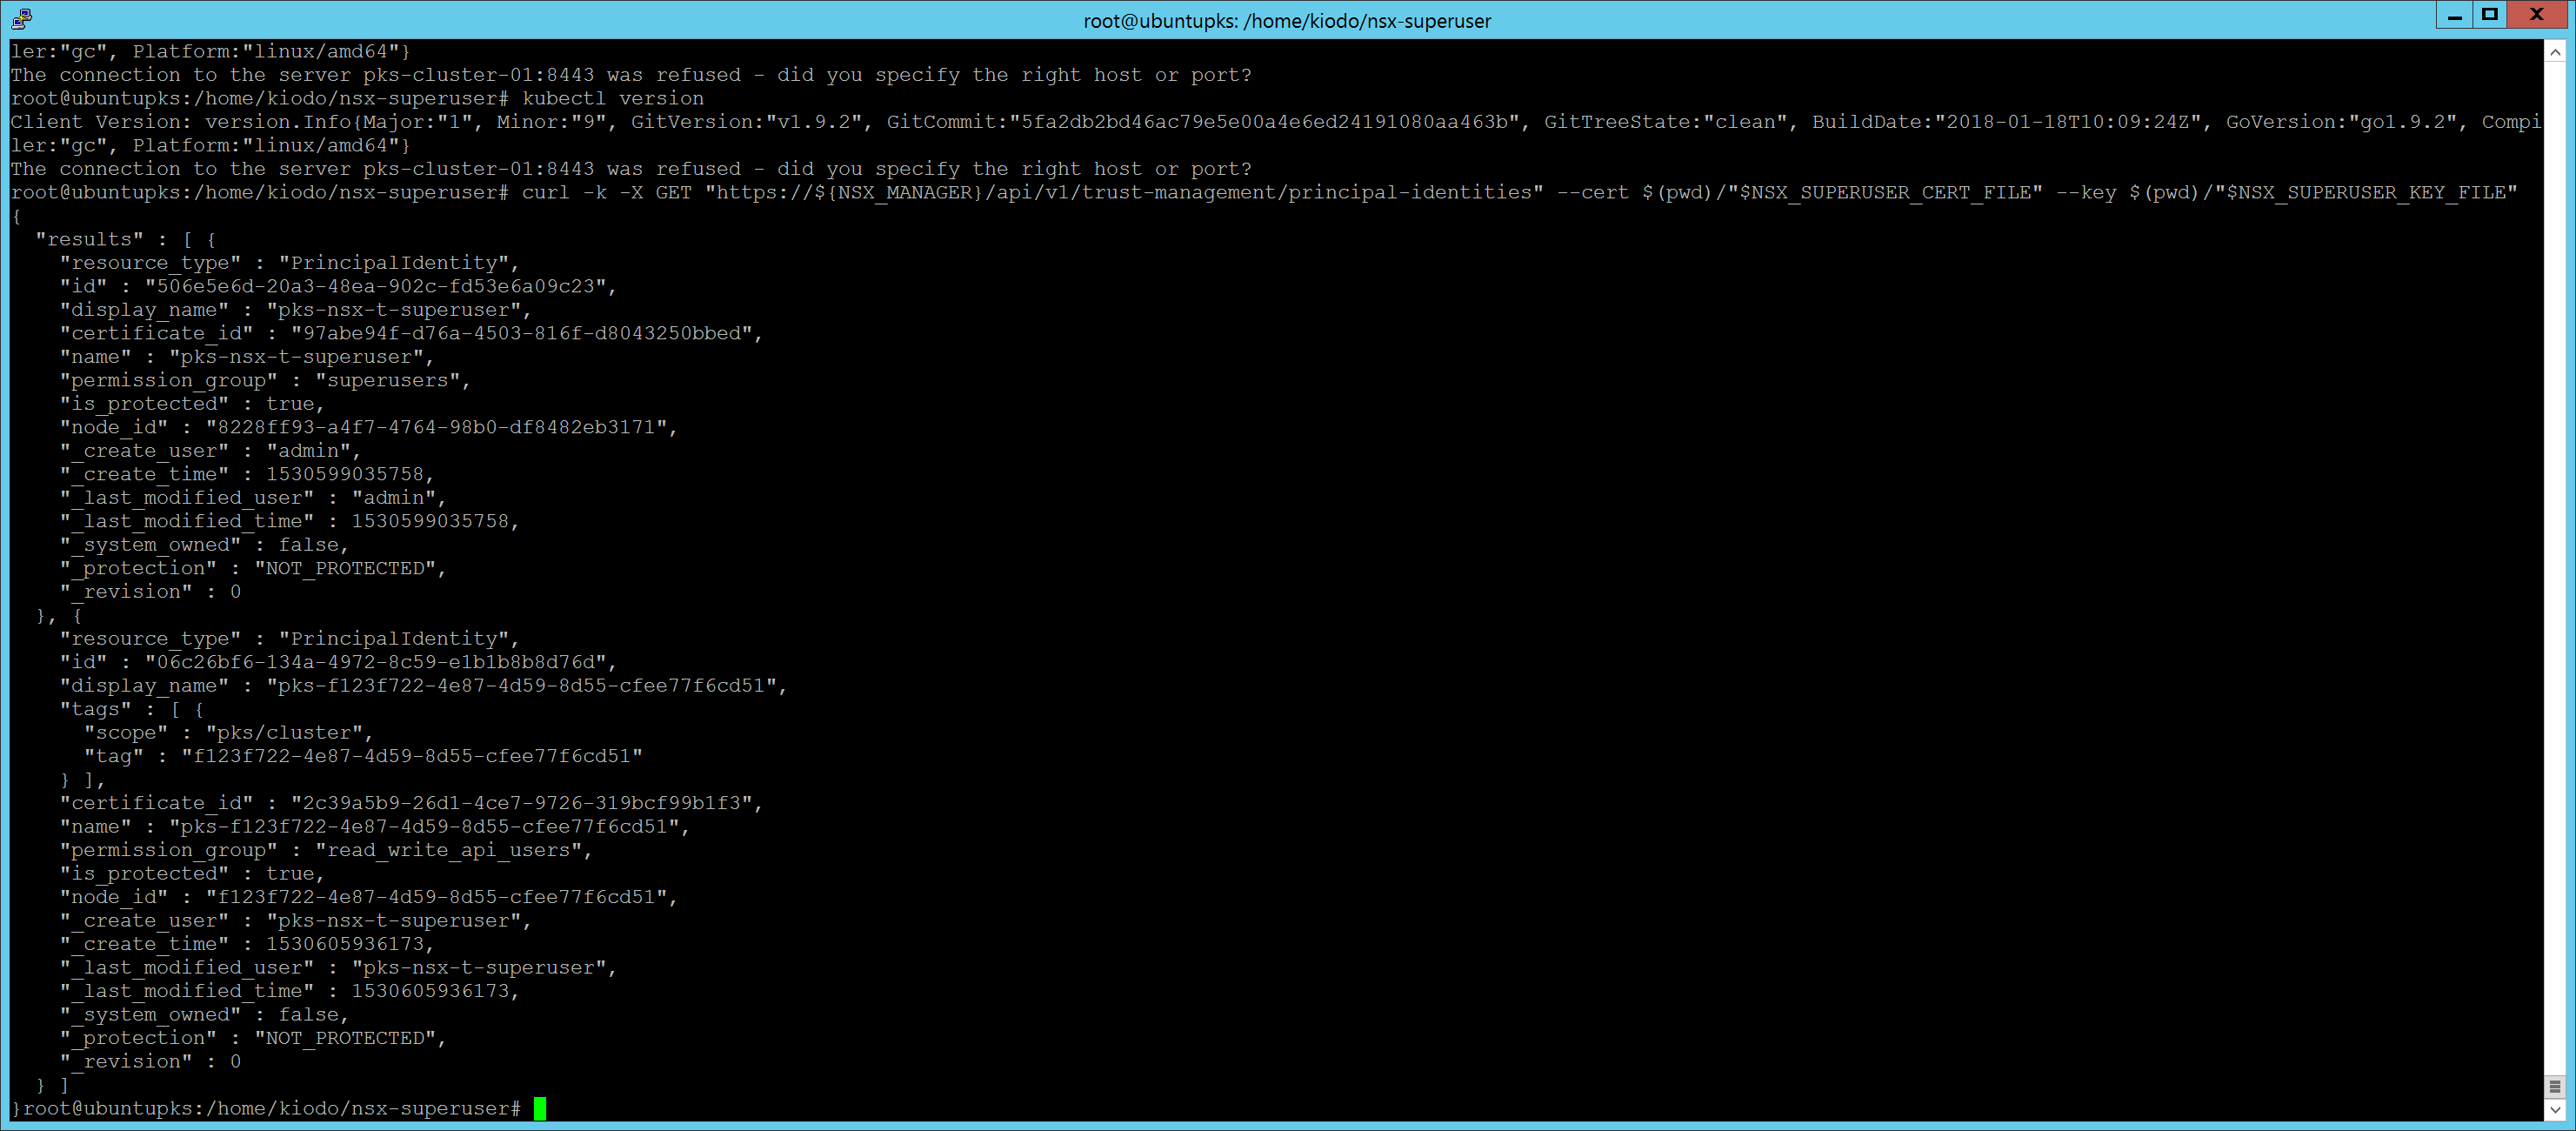 root@ubuntupks: /home/kiodo/nsx-superuser
ler:"gc", Platform:"linux/amd64"}
The connection to the server pks-cluster-01:8443 was refused - did you specify the right host or port?
root@ubuntupks:/home/kiodo/nsx-superuser# kubectl version
Client Version: version.Info{Major:"1", Minor:"9", GitVersion:"v1.9.2", GitCommit:"5fa2db2bd46ac79e5e00a4e6ed24191080aa463b", GitTreeState:"clean", BuildDate:"2018-01-18T10:09:24Z", GoVersion:"go1.9.2", Compi
ler:"gc", Platform:"linux/amd64"}
The connection to the server pks-cluster-01:8443 was refused - did you specify the right host or port?
root@ubuntupks:/home/kiodo/nsx-superuser# curl -k -X GET "https://${NSX_MANAGER}/api/v1/trust-management/principal-identities" --cert $(pwd)/"$NSX_SUPERUSER_CERT_FILE" --key $(pwd)/"$NSX_SUPERUSER_KEY_FILE"
{
  "results" : [ {
    "resource_type" : "PrincipalIdentity",
    "id" : "506e5e6d-20a3-48ea-902c-fd53e6a09c23",
    "display_name" : "pks-nsx-t-superuser",
    "certificate_id" : "97abe94f-d76a-4503-816f-d8043250bbed",
    "name" : "pks-nsx-t-superuser",
    "permission_group" : "superusers",
    "is_protected" : true,
    "node_id" : "8228ff93-a4f7-4764-98b0-df8482eb3171",
    "_create_user" : "admin",
    "_create_time" : 1530599035758,
    "_last_modified_user" : "admin",
    "_last_modified_time" : 1530599035758,
    "_system_owned" : false,
    "_protection" : "NOT_PROTECTED",
    "_revision" : 0
  }, {
    "resource_type" : "PrincipalIdentity",
    "id" : "06c26bf6-134a-4972-8c59-e1b1b8b8d76d",
    "display_name" : "pks-f123f722-4e87-4d59-8d55-cfee77f6cd51",
    "tags" : [ {
      "scope" : "pks/cluster",
      "tag" : "f123f722-4e87-4d59-8d55-cfee77f6cd51"
    } ],
    "certificate_id" : "2c39a5b9-26d1-4ce7-9726-319bcf99b1f3",
    "name" : "pks-f123f722-4e87-4d59-8d55-cfee77f6cd51",
    "permission_group" : "read_write_api_users",
    "is_protected" : true,
    "node_id" : "f123f722-4e87-4d59-8d55-cfee77f6cd51",
    "_create_user" : "pks-nsx-t-superuser",
    "_create_time" : 1530605936173,
    "_last_modified_user" : "pks-nsx-t-superuser",
    "_last_modified_time" : 1530605936173,
    "_system_owned" : false,
    "_protection" : "NOT_PROTECTED",
    "_revision" : 0
  } ]
}root@ubuntupks:/home/kiodo/nsx-superuser#